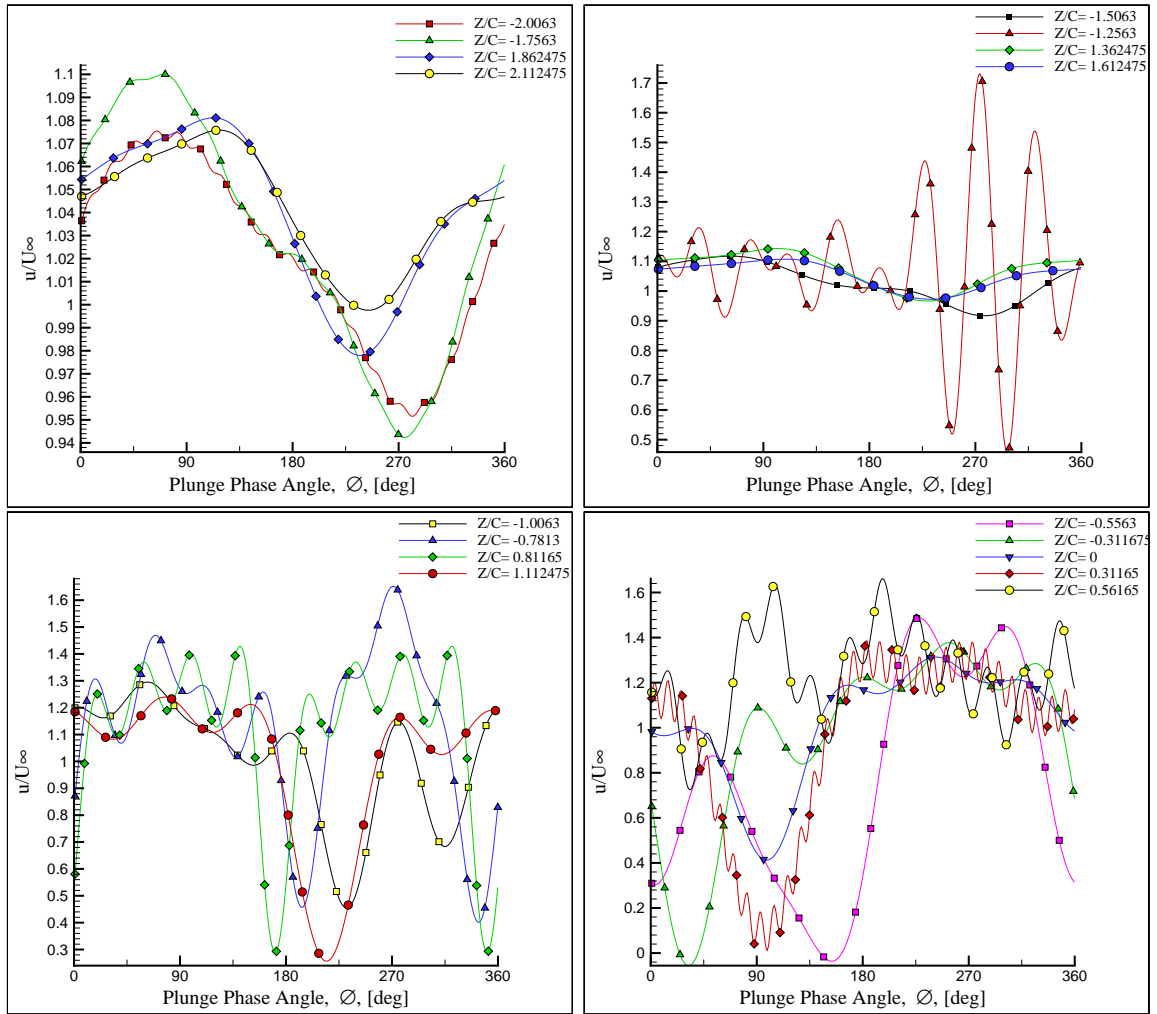 Z/C= -2.0063
Z/C= -1.7563
Z/C= 1.862475
Z/C= 2.112475
1.1
1.09
1.08
1.07
1.06
1.05
1.04
1.03
1.02
1.01
1
0.99
0.98
0.97
0.96
0.95
0.94
u/U∞
0 90 180 270 360
Plunge Phase Angle, ∅, [deg]
Z/C= -1.5063
Z/C= -1.2563
Z/C= 1.362475
Z/C= 1.612475
1.7
1.6
1.5
1.4
1.3
1.2
1.1
1
0.9
0.8
0.7
0.6
0.5
u/U∞
0 90 180 270 360
Plunge Phase Angle, ∅, [deg]
Z/C= -1.0063
Z/C= -0.7813
Z/C= 0.81165
Z/C= 1.112475
1.6
1.5
1.4
1.3
1.2
1.1
1
0.9
0.8
0.7
0.6
0.5
0.4
0.3
u/U∞
0 90 180 270 360
Plunge Phase Angle, ∅, [deg]
Z/C= -0.5563
Z/C= -0.311675
Z/C= 0
Z/C= 0.31165
Z/C= 0.56165
1.6
1.4
1.2
1
0.8
0.6
0.4
0.2
0
u/U∞
0 90 180 270 360
Plunge Phase Angle, ∅, [deg]